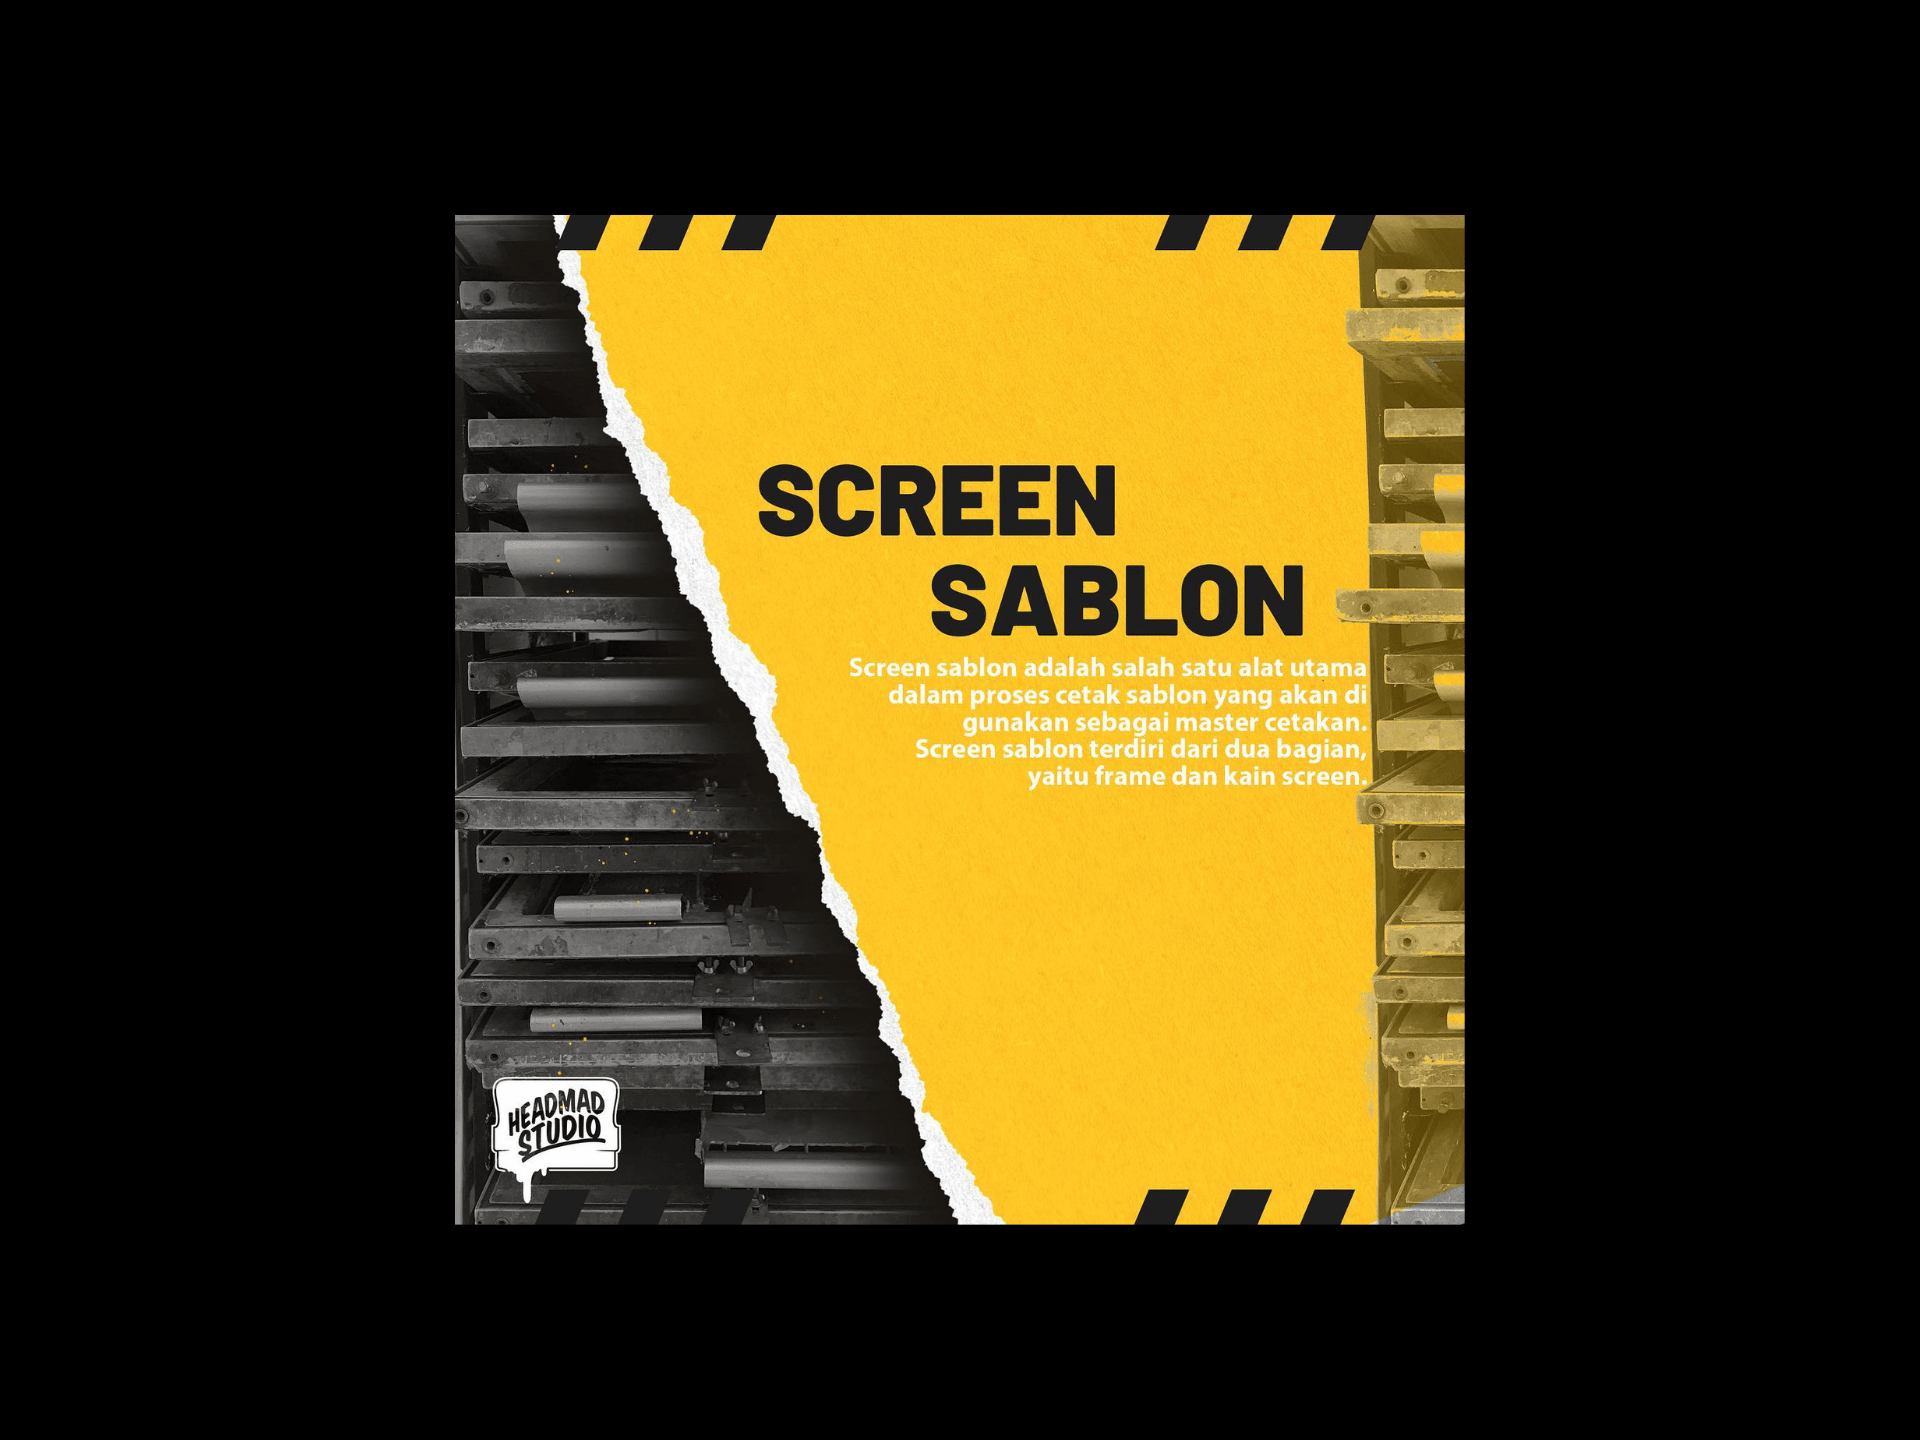 SCREEN
SABLON
Screen sablon adalah salah satu alat utama
dalam proses cetak sablon yang akan di
gunakan sebagai master cetakan.
Screen sablon terdiri dari dua bagian,
yaitu frame dan kain screen.
HEADMAD
STUDIO